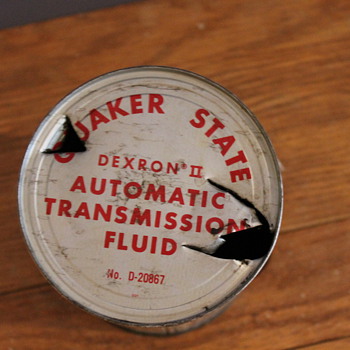 QUAKER STATE
DEXRON® II
AUTOMATIC
TRANSMISSION
FLUID
No. D-20867